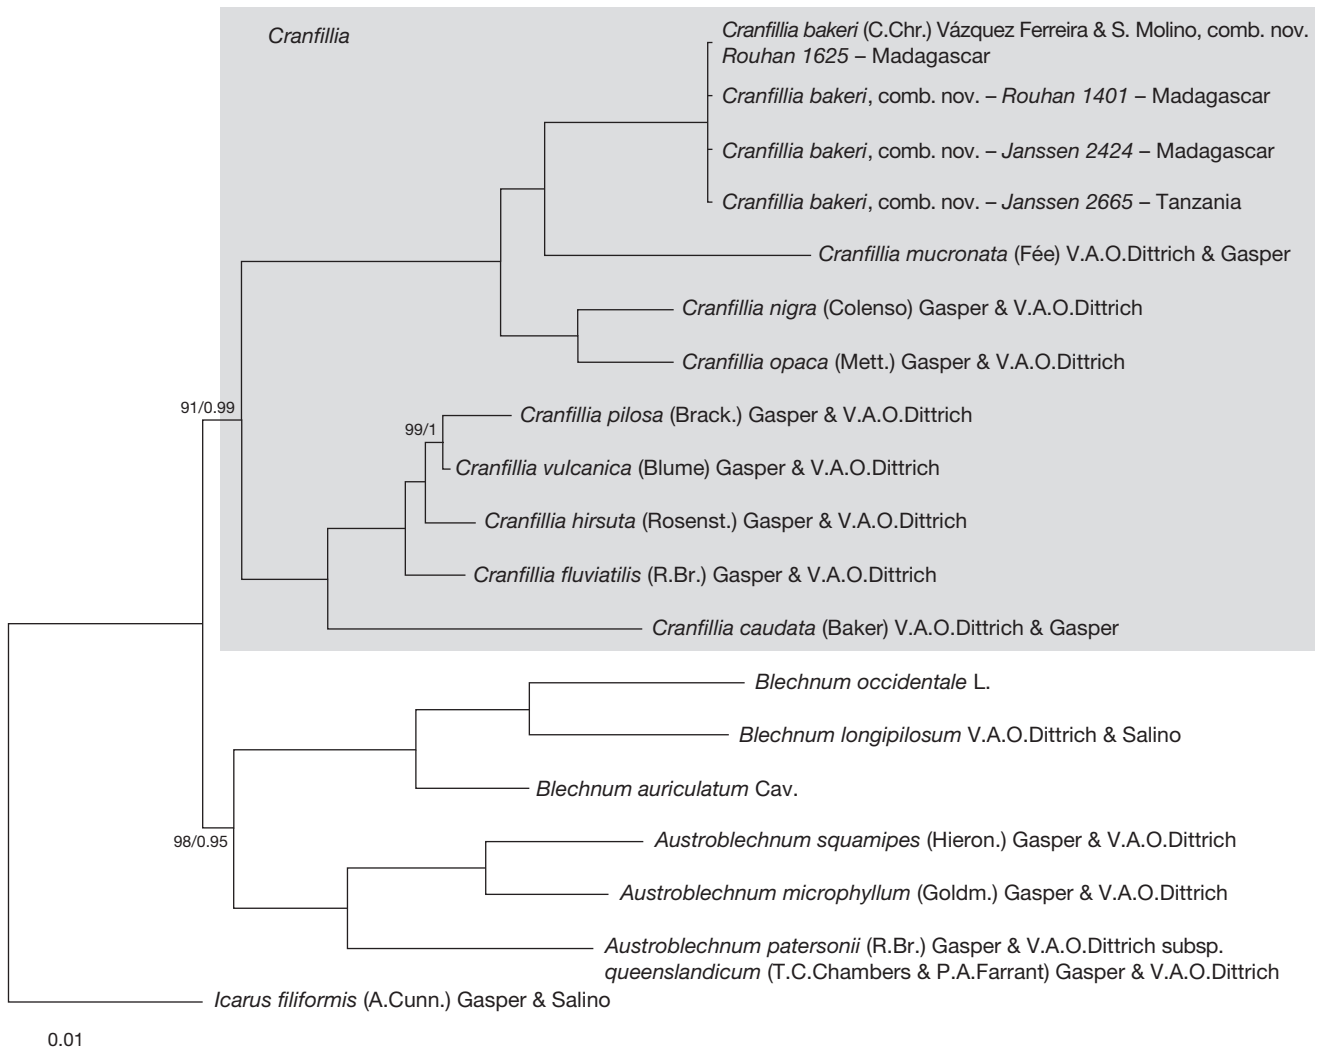 Cranfillia
Cranfillia bakeri (C.Chr.) Vázquez Ferreira & S. Molino, comb. nov.
Rouhan 1625 – Madagascar
Cranfillia bakeri, comb. nov. – Rouhan 1401 – Madagascar
Cranfillia bakeri, comb. nov. – Janssen 2424 – Madagascar
Cranfillia bakeri, comb. nov. – Janssen 2665 – Tanzania
Cranfillia mucronata (Fée) V.A.O.Dittrich & Gasper
Cranfillia nigra (Colenso) Gasper & V.A.O.Dittrich
Cranfillia opaca (Mett.) Gasper & V.A.O.Dittrich
91/0.99
Cranfillia pilosa (Brack.) Gasper & V.A.O.Dittrich
99/1
Cranfillia vulcanica (Blume) Gasper & V.A.O.Dittrich
Cranfillia hirsuta (Rosenst.) Gasper & V.A.O.Dittrich
Cranfillia fluviatilis (R.Br.) Gasper & V.A.O.Dittrich
Cranfillia caudata (Baker) V.A.O.Dittrich & Gasper
Blechnum occidentale L.
Blechnum longipilosum V.A.O.Dittrich & Salino
Blechnum auriculatum Cav.
98/0.95
Austroblechnum squamipes (Hieron.) Gasper & V.A.O.Dittrich
Austroblechnum microphyllum (Goldm.) Gasper & V.A.O.Dittrich
Austroblechnum patersonii (R.Br.) Gasper & V.A.O.Dittrich subsp.
queenslandicum (T.C.Chambers & P.A.Farrant) Gasper & V.A.O.Dittrich
Icarus filiformis (A.Cunn.) Gasper & Salino
0.01